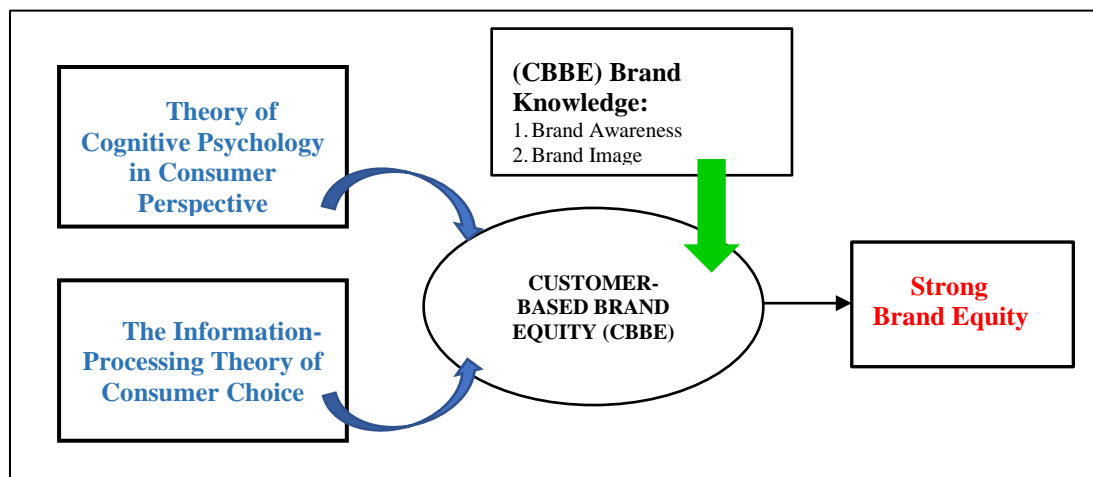 Theory of
Cognitive Psychology
in Consumer
Perspective
The Information-
Processing Theory of
Consumer Choice
(CBBE) Brand
Knowledge:
1. Brand Awareness
2. Brand Image
CUSTOMER-
BASED BRAND
EQUITY (CBBE)
Strong
Brand Equity